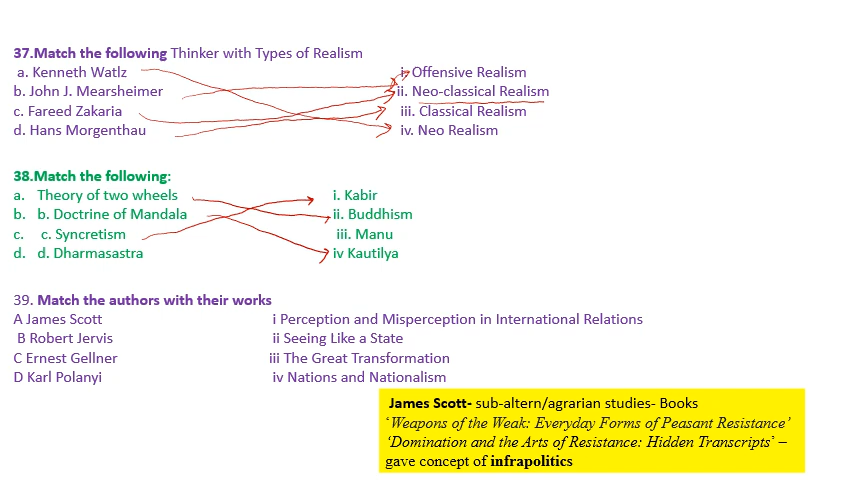 37.Match the following Thinker with Types of Realism
a. Kenneth Watlz i. Offensive Realism
b. John J. Mearsheimer ii. Neo-classical Realism
c. Fareed Zakaria iii. Classical Realism
d. Hans Morgenthau iv. Neo Realism
38.Match the following:
a. Theory of two wheels i. Kabir
b. b. Doctrine of Mandala ii. Buddhism
c. c. Syncretism iii. Manu
d. d. Dharmasastra iv Kautilya
39. Match the authors with their works
A James Scott i Perception and Misperception in International Relations
B Robert Jervis ii Seeing Like a State
C Ernest Gellner iii The Great Transformation
D Karl Polanyi iv Nations and Nationalism
James Scott- sub-altern/agrarian studies- Books
‘Weapons of the Weak: Everyday Forms of Peasant Resistance’
‘Domination and the Arts of Resistance: Hidden Transcripts’ –
gave concept of infrapolitics